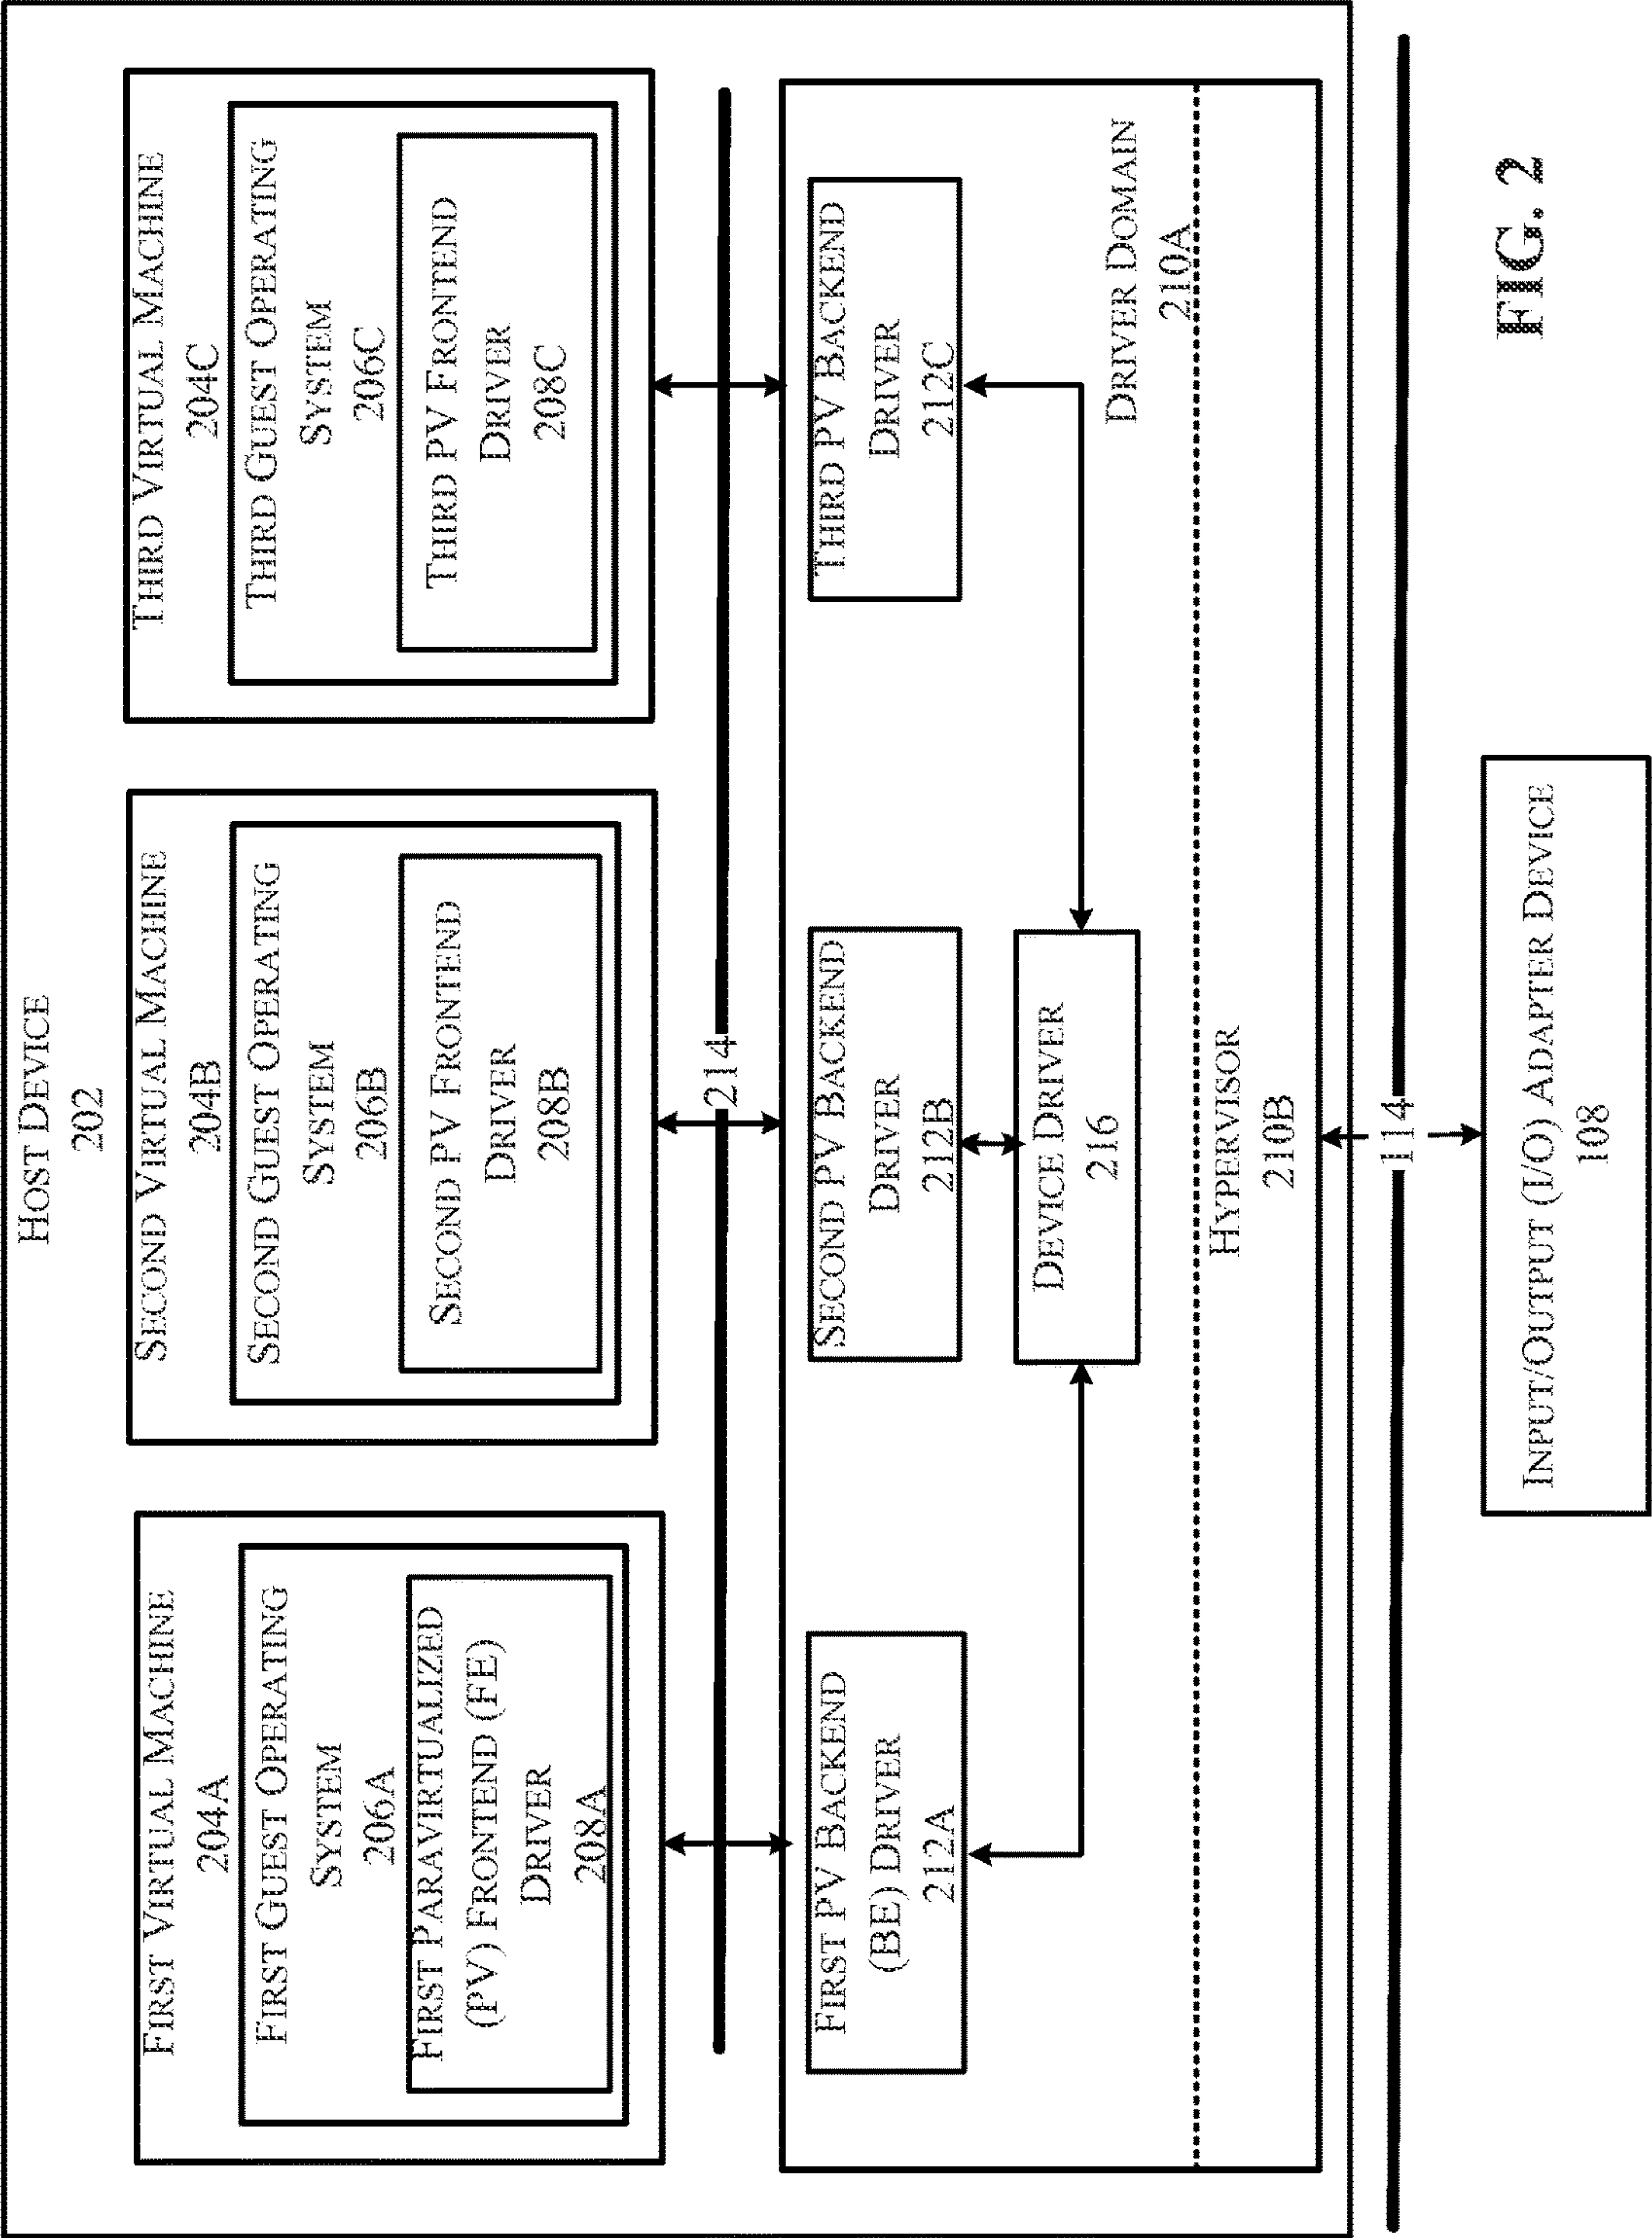 HOST DEVICE
202
FIRST VIRTUAL MACHINE
204A
FIRST GUEST OPERATING
SYSTEM
206A
FIRST PARAVIRTUALIZED
(PV) FRONTEND (FE)
DRIVER
208A
SECOND VIRTUAL MACHINE
204B
SECOND GUEST OPERATING
SYSTEM
206B
SECOND PV FRONTEND
DRIVER
208B
THIRD VIRTUAL MACHINE
204C
THIRD GUEST OPERATING
SYSTEM
206C
THIRD PV FRONTEND
DRIVER
208C
214
FIRST PV BACKEND
(BE) DRIVER
212A
SECOND PV BACKEND
DRIVER
212B
THIRD PV BACKEND
DRIVER
212C
DEVICE DRIVER
216
DRIVER DOMAIN
210A
HYPERVISOR
210B
114
INPUT/OUTPUT (I/O) ADAPTER DEVICE
108
FIG. 2